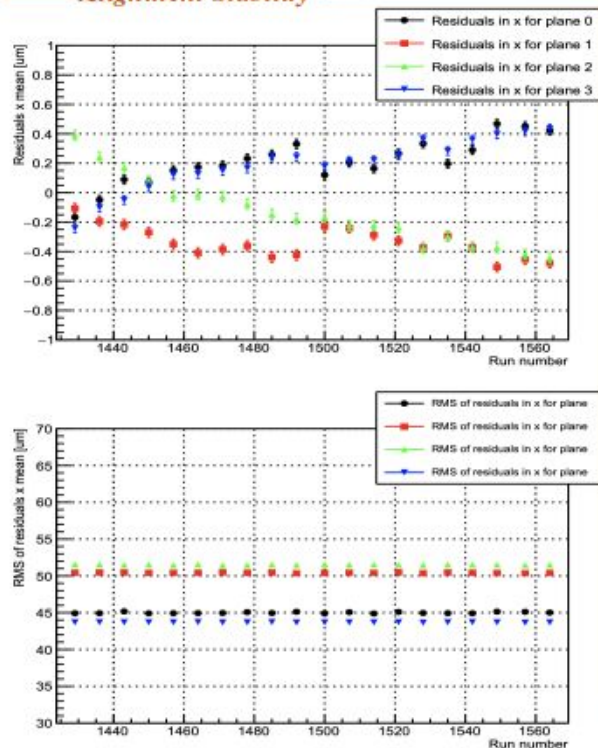 Alignment Stability
Residuals in x for plane 0
Residuals in x for plane 1
Residuals in x for plane 2
Residuals in x for plane 3
Residuals x mean [um]
1
0.8
0.6
0.4
0.2
0
−0.2
−0.4
−0.6
−0.8
−1
1440 1460 1480 1500 1520 1540 1560
Run number
RMS of residuals in x for plane
RMS of residuals in x for plane
RMS of residuals in x for plane
RMS of residuals in x for plane
RMS of residuals x mean [um]
70
65
60
55
50
45
40
35
30
1440 1460 1480 1500 1520 1540 1560
Run number